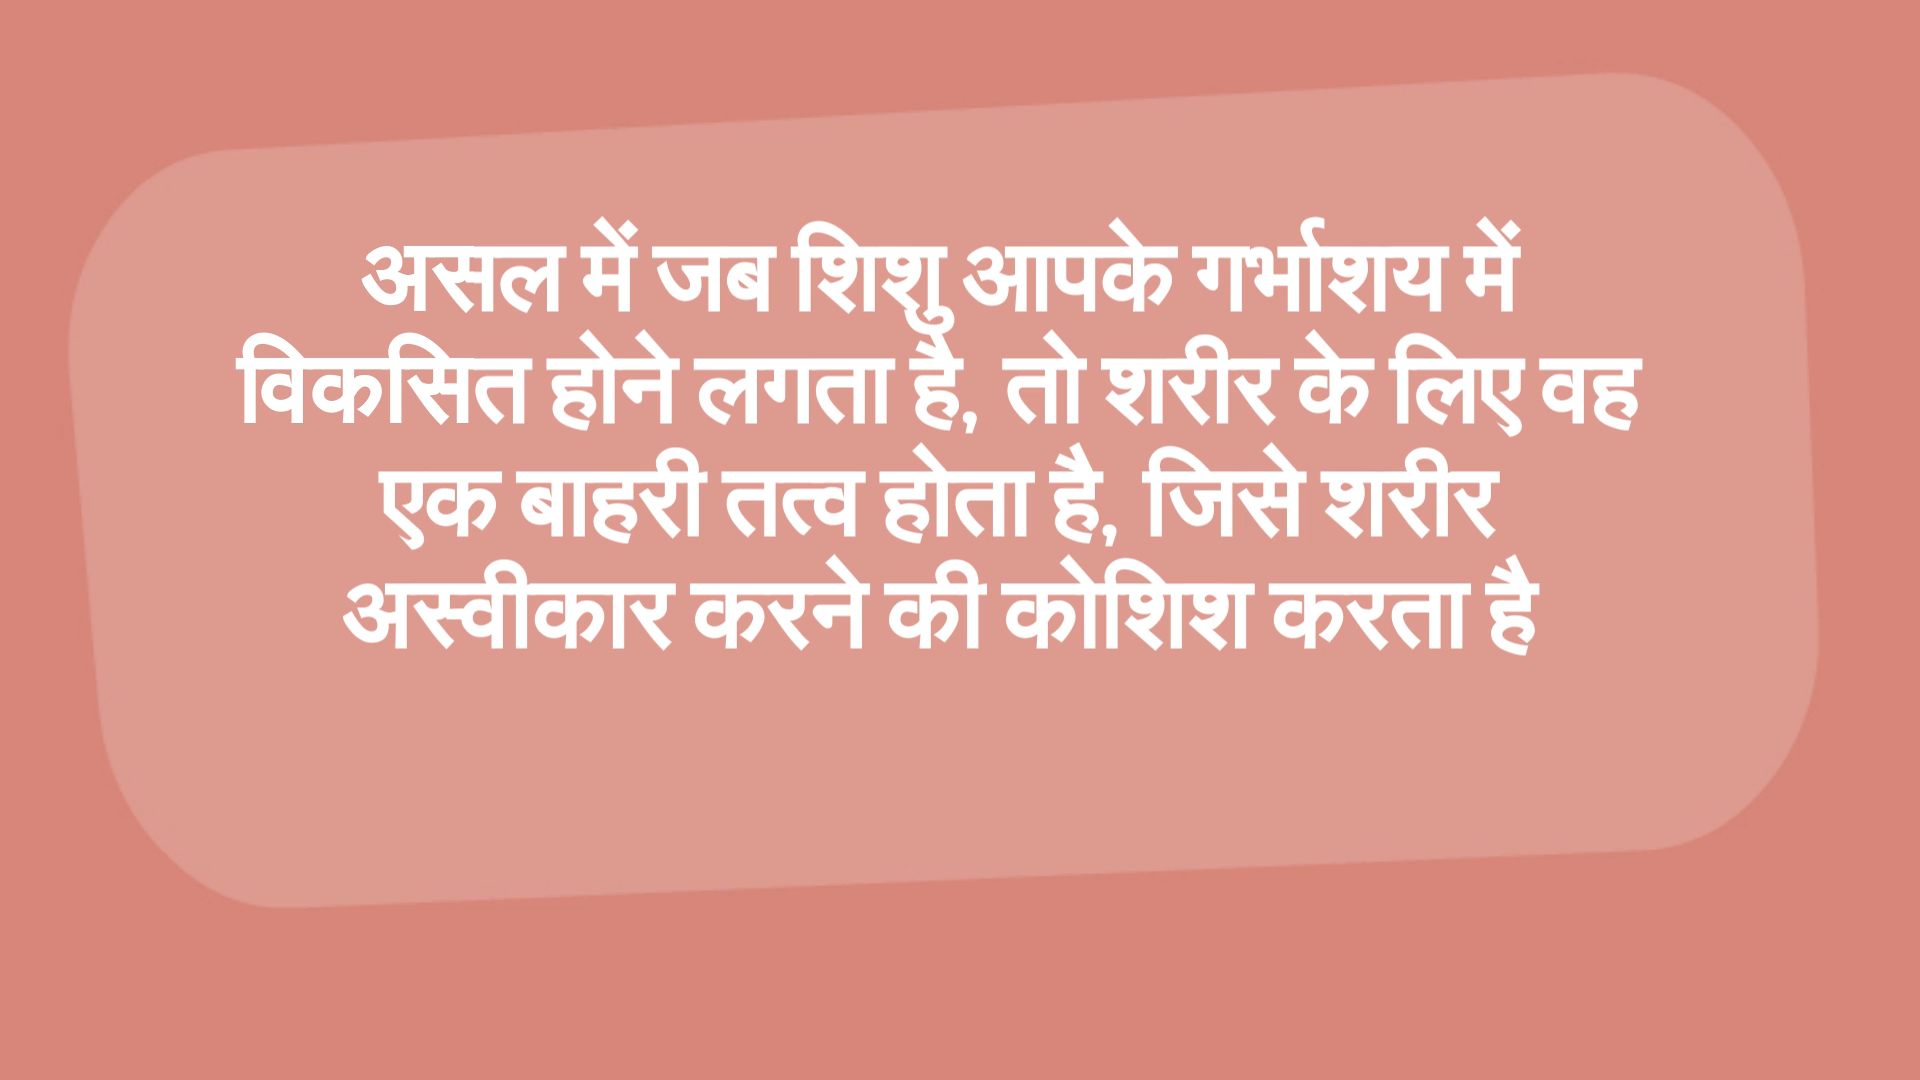 असल में जब शिशु आपके गर्भाशय में
विकसित होने लगता है, तो शरीर के लिए वह
एक बाहरी तत्व होता है, जिसे शरीर
अस्वीकार करने की कोशिश करता है